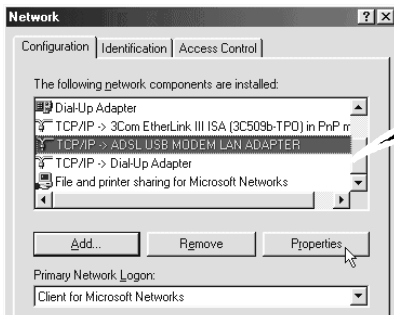 Network
Configuration Identification Access Control
The following network components are installed:
Dial-Up Adapter
TCP/IP -> 3Com EtherLink III ISA (3C509b-TPO) in PnP m
TCP/IP -> ADSL USB MODEM LAN ADAPTER
TCP/IP -> Dial-Up Adapter
File and printer sharing for Microsoft Networks
Add... Remove Properties
Primary Network Logon:
Client for Microsoft Networks